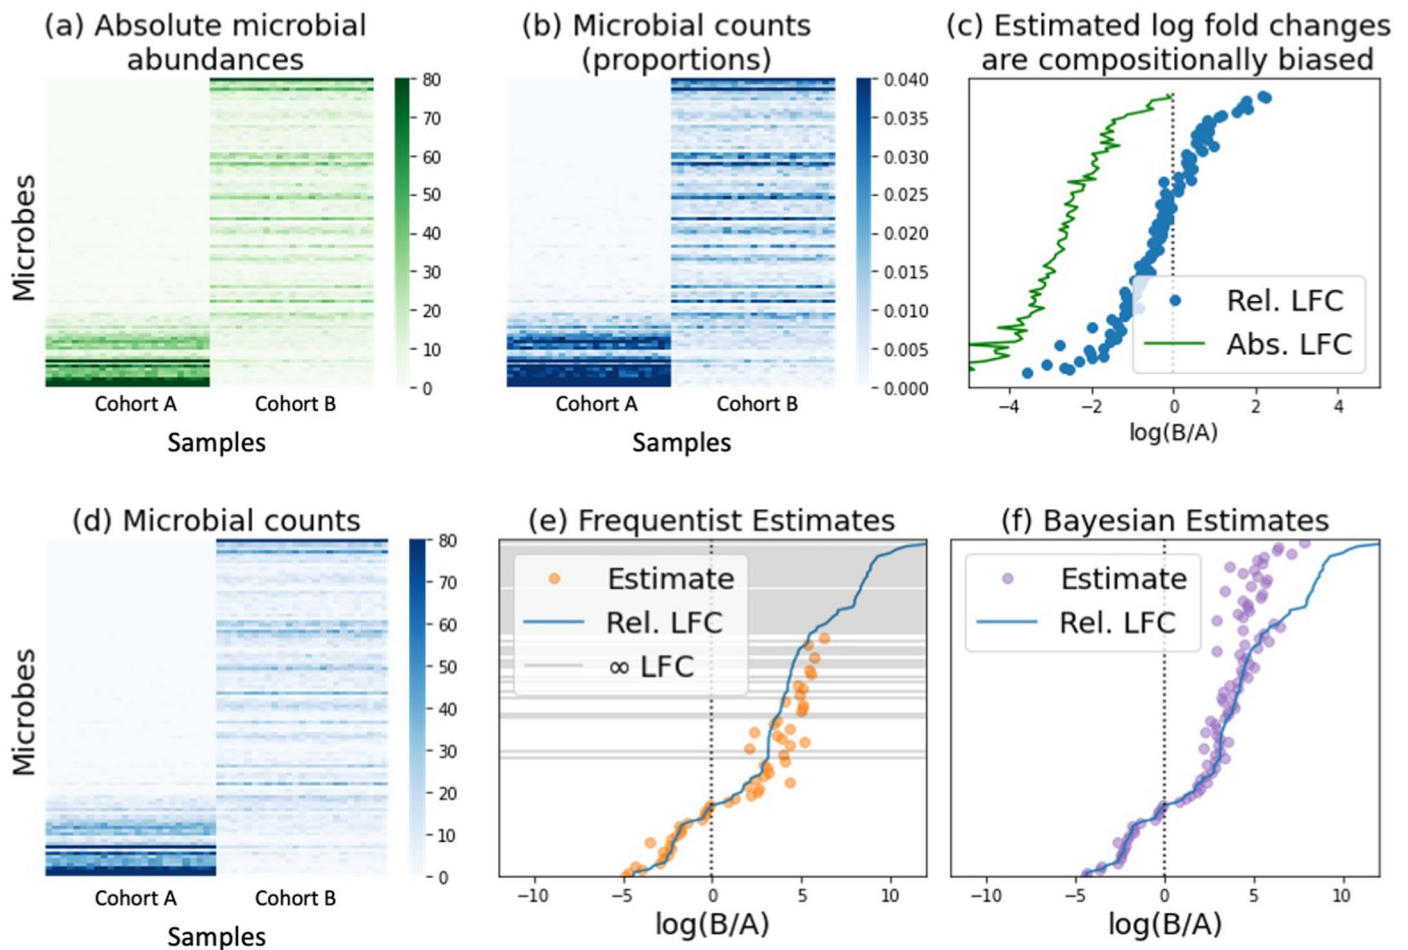 (a) Absolute microbial
abundances
Microbes
80
70
60
50
40
30
20
10
0
Cohort A
Cohort B
Samples
(b) Microbial counts
(proportions)
0.040
0.035
0.030
0.025
0.020
0.015
0.010
0.005
0.000
Cohort A
Cohort B
Samples
(c) Estimated log fold changes
are compositionally biased
Rel. LFC
Abs. LFC
−4
−2
0
2
4
log(B/A)
(d) Microbial counts
Microbes
80
70
60
50
40
30
20
10
0
Cohort A
Cohort B
Samples
(e) Frequentist Estimates
Estimate
Rel. LFC
∞ LFC
−10
−5
0
5
10
log(B/A)
(f) Bayesian Estimates
Estimate
Rel. LFC
−10
−5
0
5
10
log(B/A)